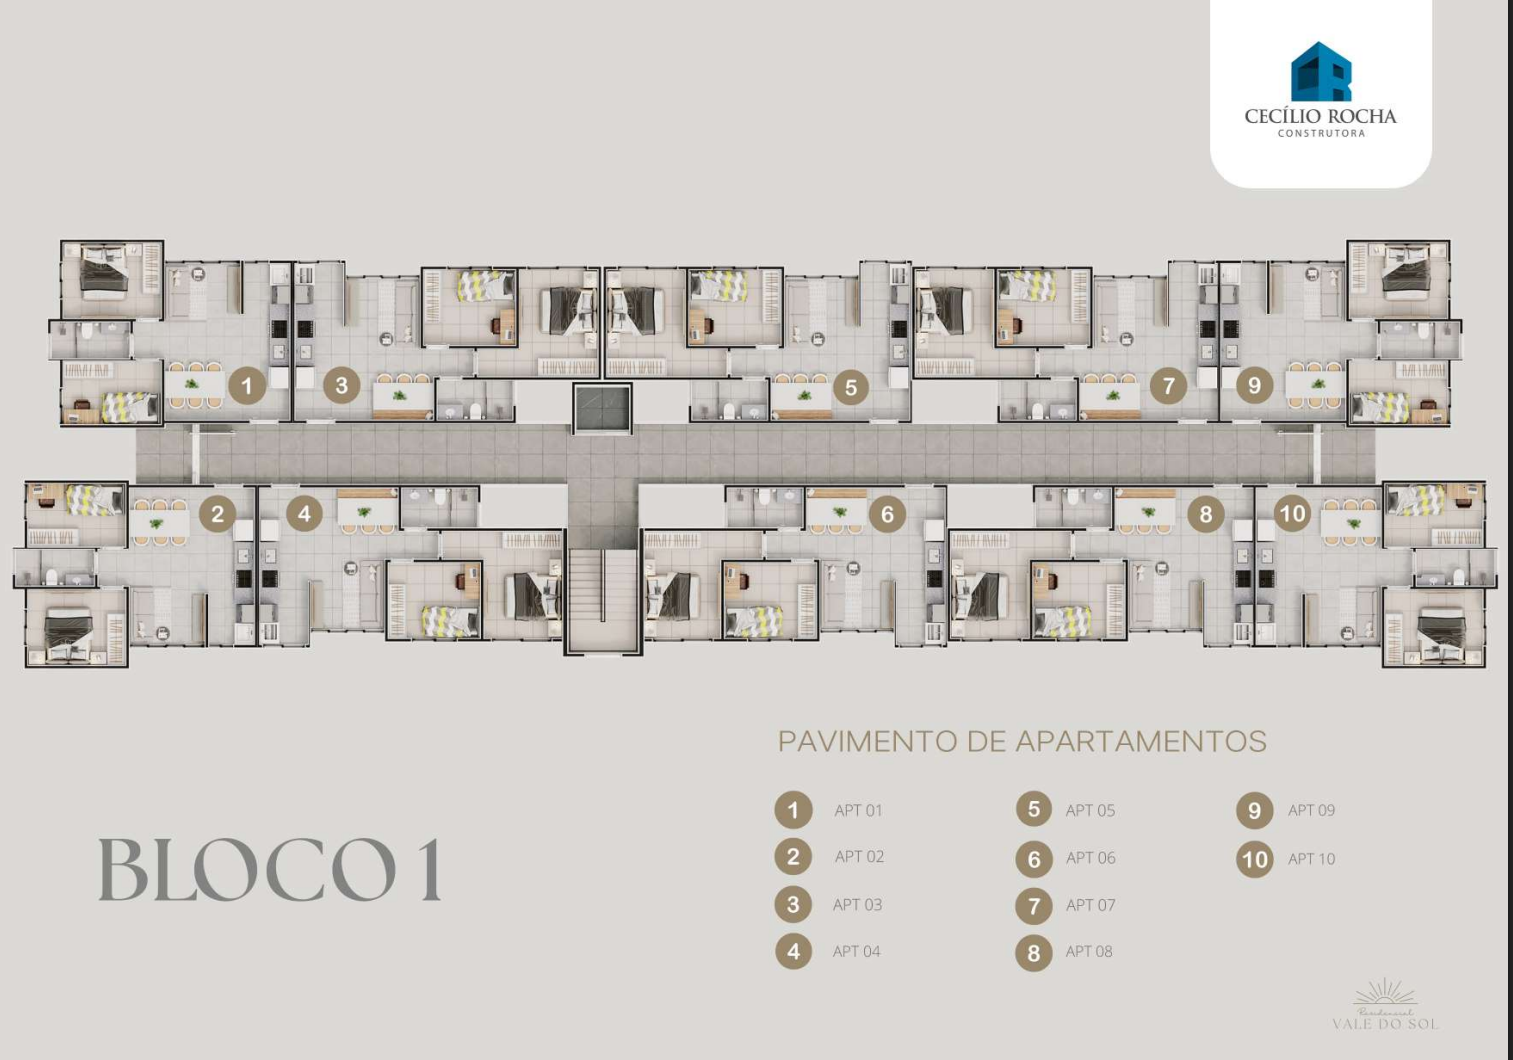 CECÍLIO ROCHA
CONSTRUTORA
1
3
5
7
9
2
4
6
8
10
PAVIMENTO DE APARTAMENTOS
1 APT 01
2 APT 02
3 APT 03
4 APT 04
5 APT 05
6 APT 06
7 APT 07
8 APT 08
9 APT 09
10 APT 10
BLOCO 1
Residencial
VALE DO SOL